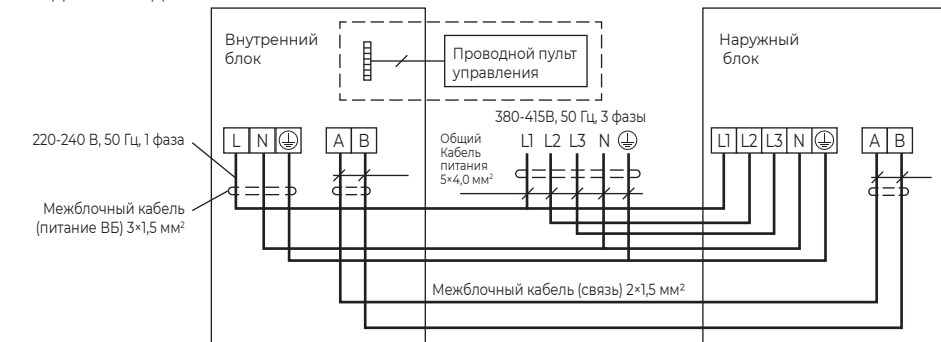 Внутренний
блок
Проводной пульт
управления
Наружный
блок
380-415В, 50 Гц, 3 фазы
220-240 В, 50 Гц, 1 фаза
L N
A B
Общий
Кабель
питания
5×4,0 мм²
L1 L2 L3 N
L1 L2 L3 N
A B
Межблочный кабель
(питание ВБ) 3×1,5 мм²
Межблочный кабель (связь) 2×1,5 мм²